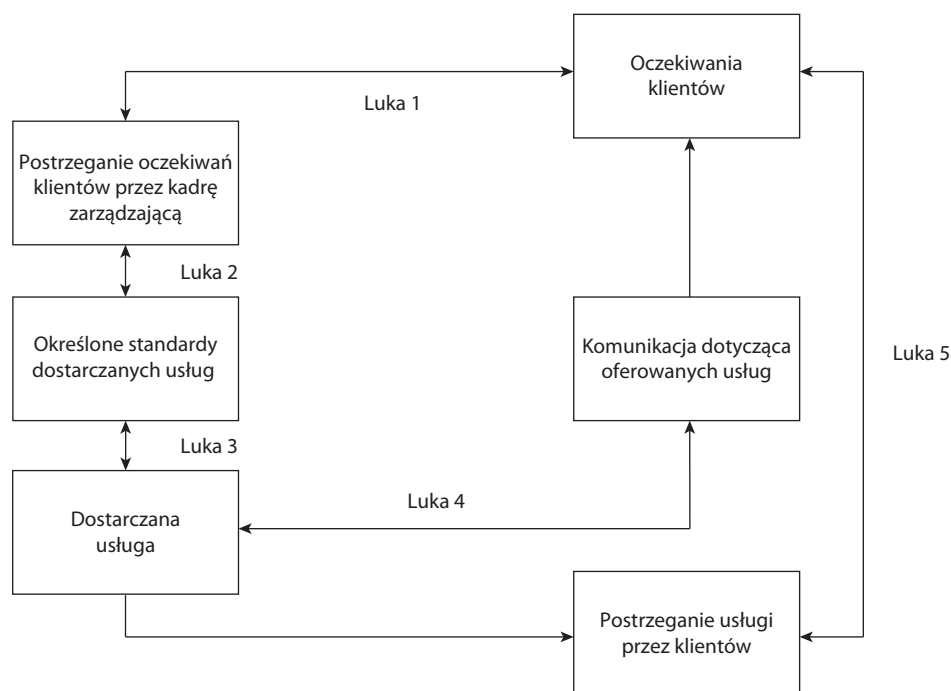 Oczekiwania
klientów
Luka 1
Postrzeganie oczekiwań
klientów przez kadrę
zarządzającą
Luka 2
Określone standardy
dostarczanych usług
Komunikacja dotycząca
oferowanych usług
Luka 5
Luka 3
Dostarczana
usługa
Luka 4
Postrzeganie usługi
przez klientów